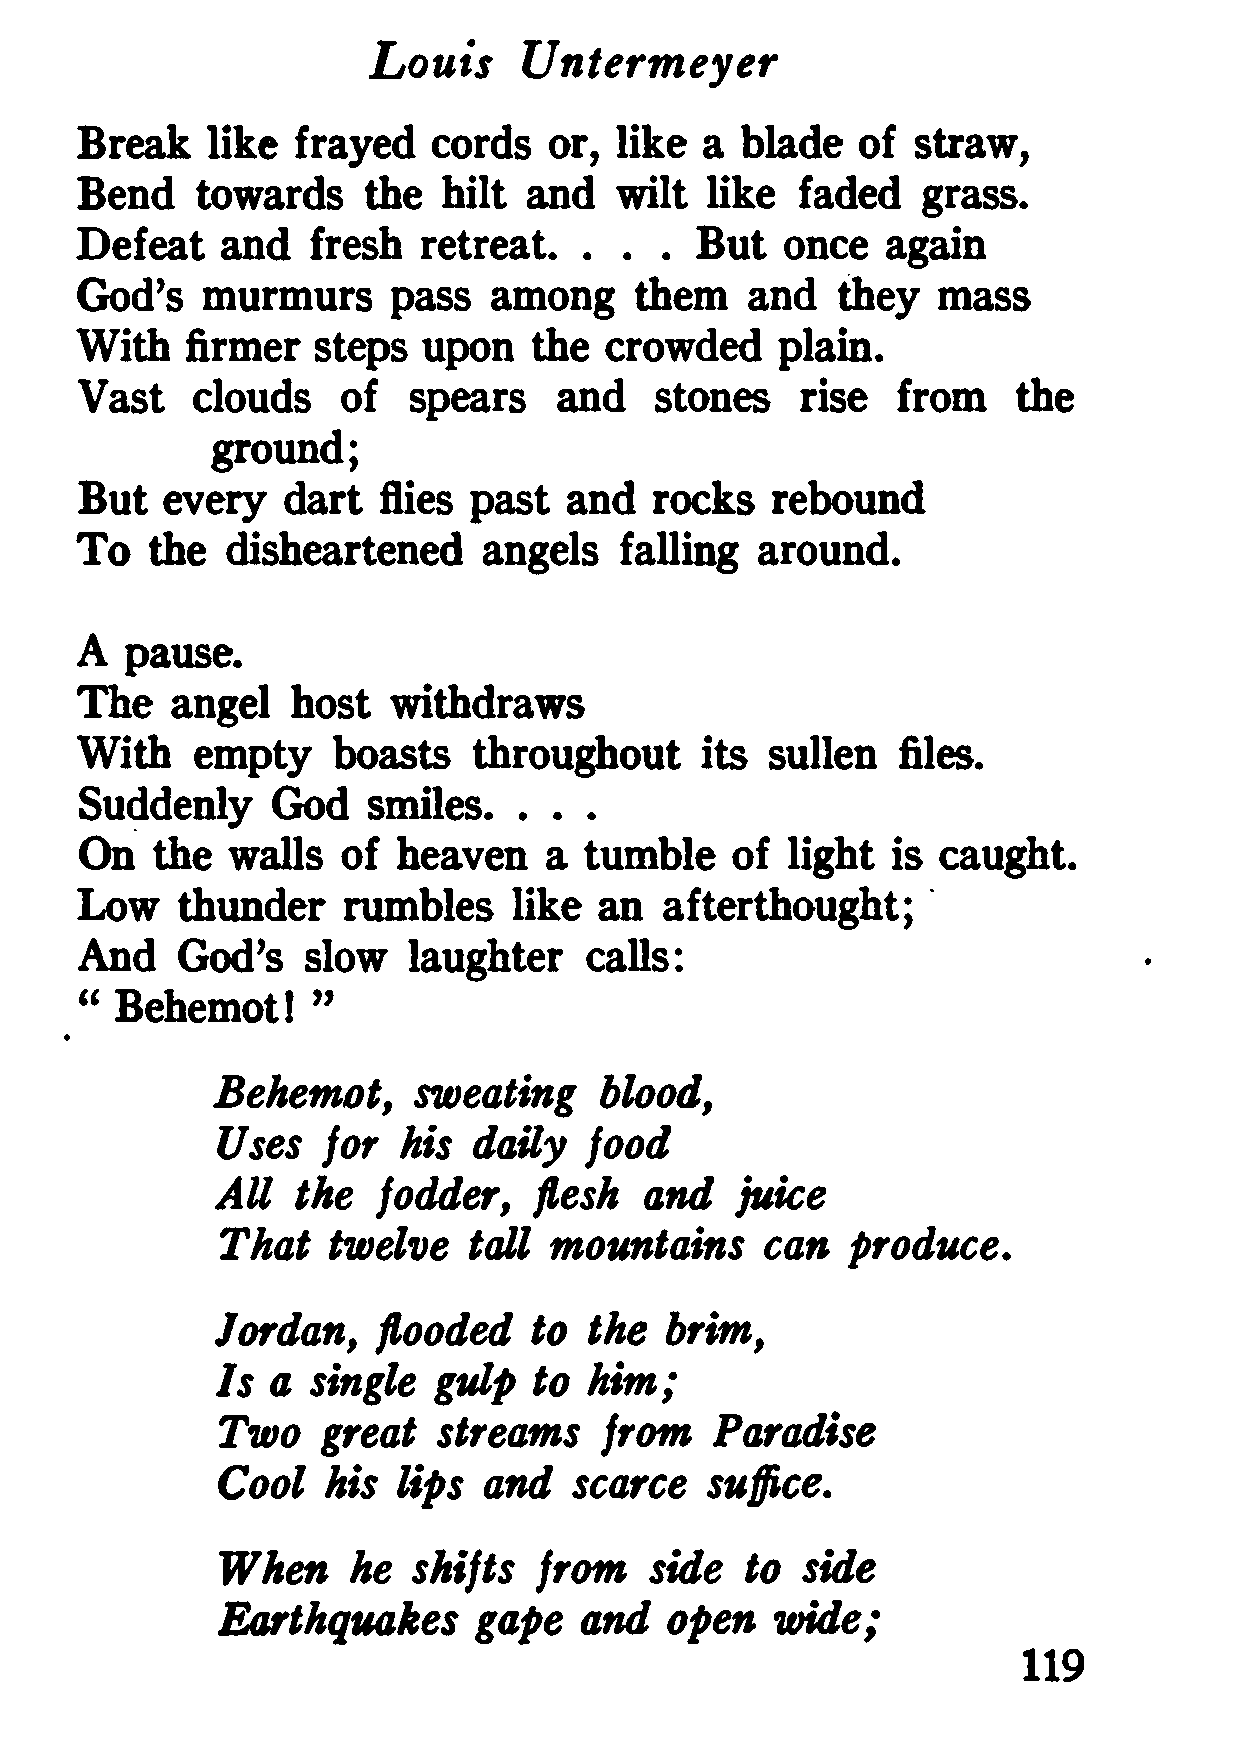 Louis Untermeyer
Break like frayed cords or, like a blade of straw,
Bend towards the hilt and wilt like faded grass.
Defeat and fresh retreat. . . . But once again
God's murmurs pass among them and they mass
With firmer steps upon the crowded plain.
Vast clouds of spears and stones rise from the
ground;
But every dart flies past and rocks rebound
To the disheartened angels falling around.
A pause.
The angel host withdraws
With empty boasts throughout its sullen files.
Suddenly God smiles. . . .
On the walls of heaven a tumble of light is caught.
Low thunder rumbles like an afterthought;
And God's slow laughter calls:
“ Behemot! ”
Behemot, sweating blood,
Uses for his daily food
All the fodder, flesh and juice
That twelve tall mountains can produce.
Jordan, flooded to the brim,
Is a single gulp to him;
Two great streams from Paradise
Cool his lips and scarce suffice.
When he shifts from side to side
Earthquakes gape and open wide;
119